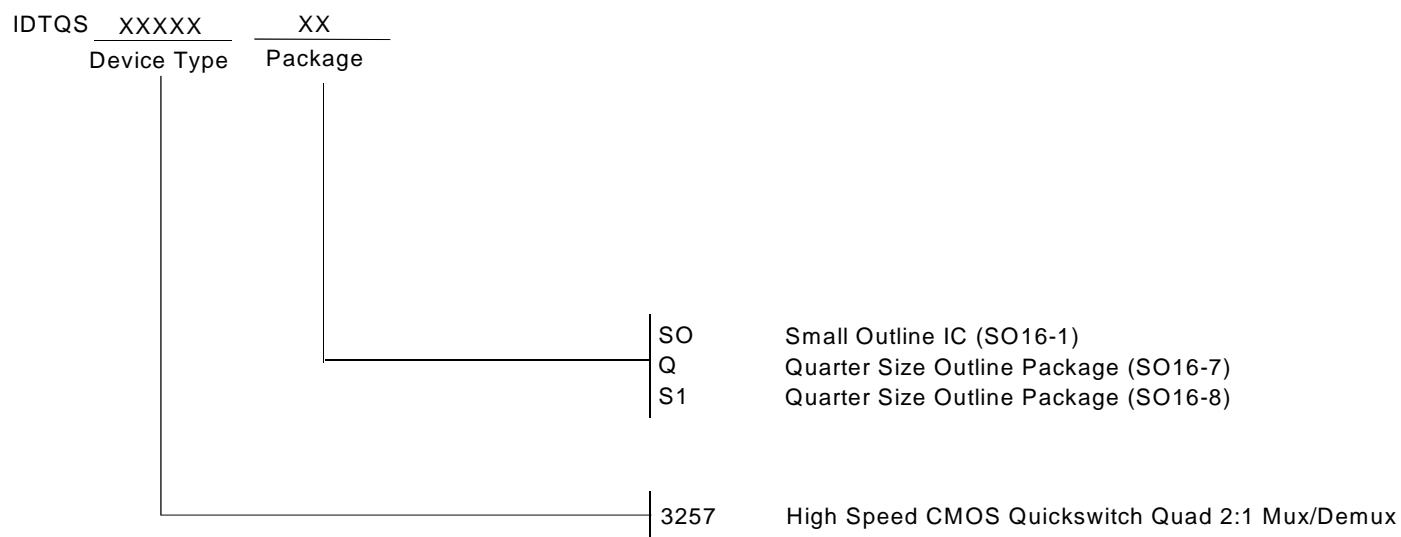 IDTQS XXXXX XX
Device Type Package
SO Small Outline IC (SO16-1)
Q Quarter Size Outline Package (SO16-7)
S1 Quarter Size Outline Package (SO16-8)
3257 High Speed CMOS Quickswitch Quad 2:1 Mux/Demux